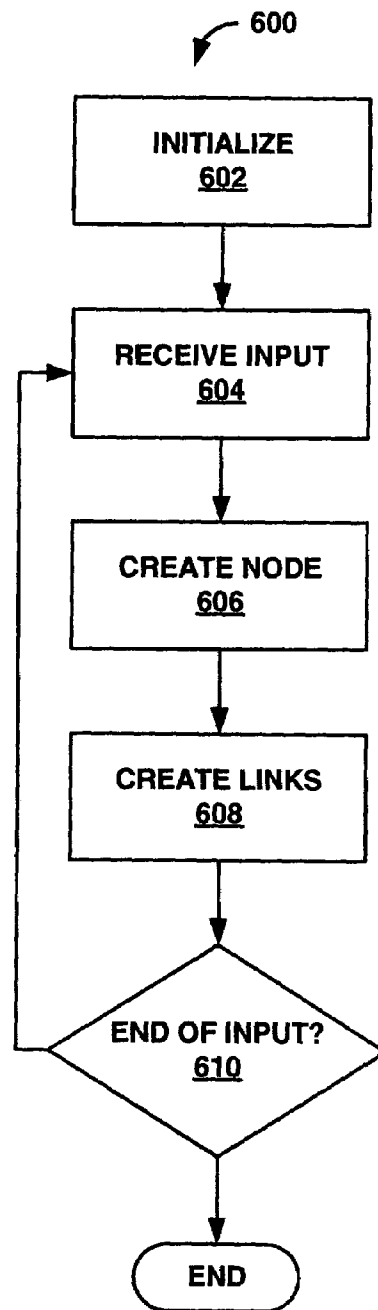 600
INITIALIZE
602
RECEIVE INPUT
604
CREATE NODE
606
CREATE LINKS
608
END OF INPUT?
610
END